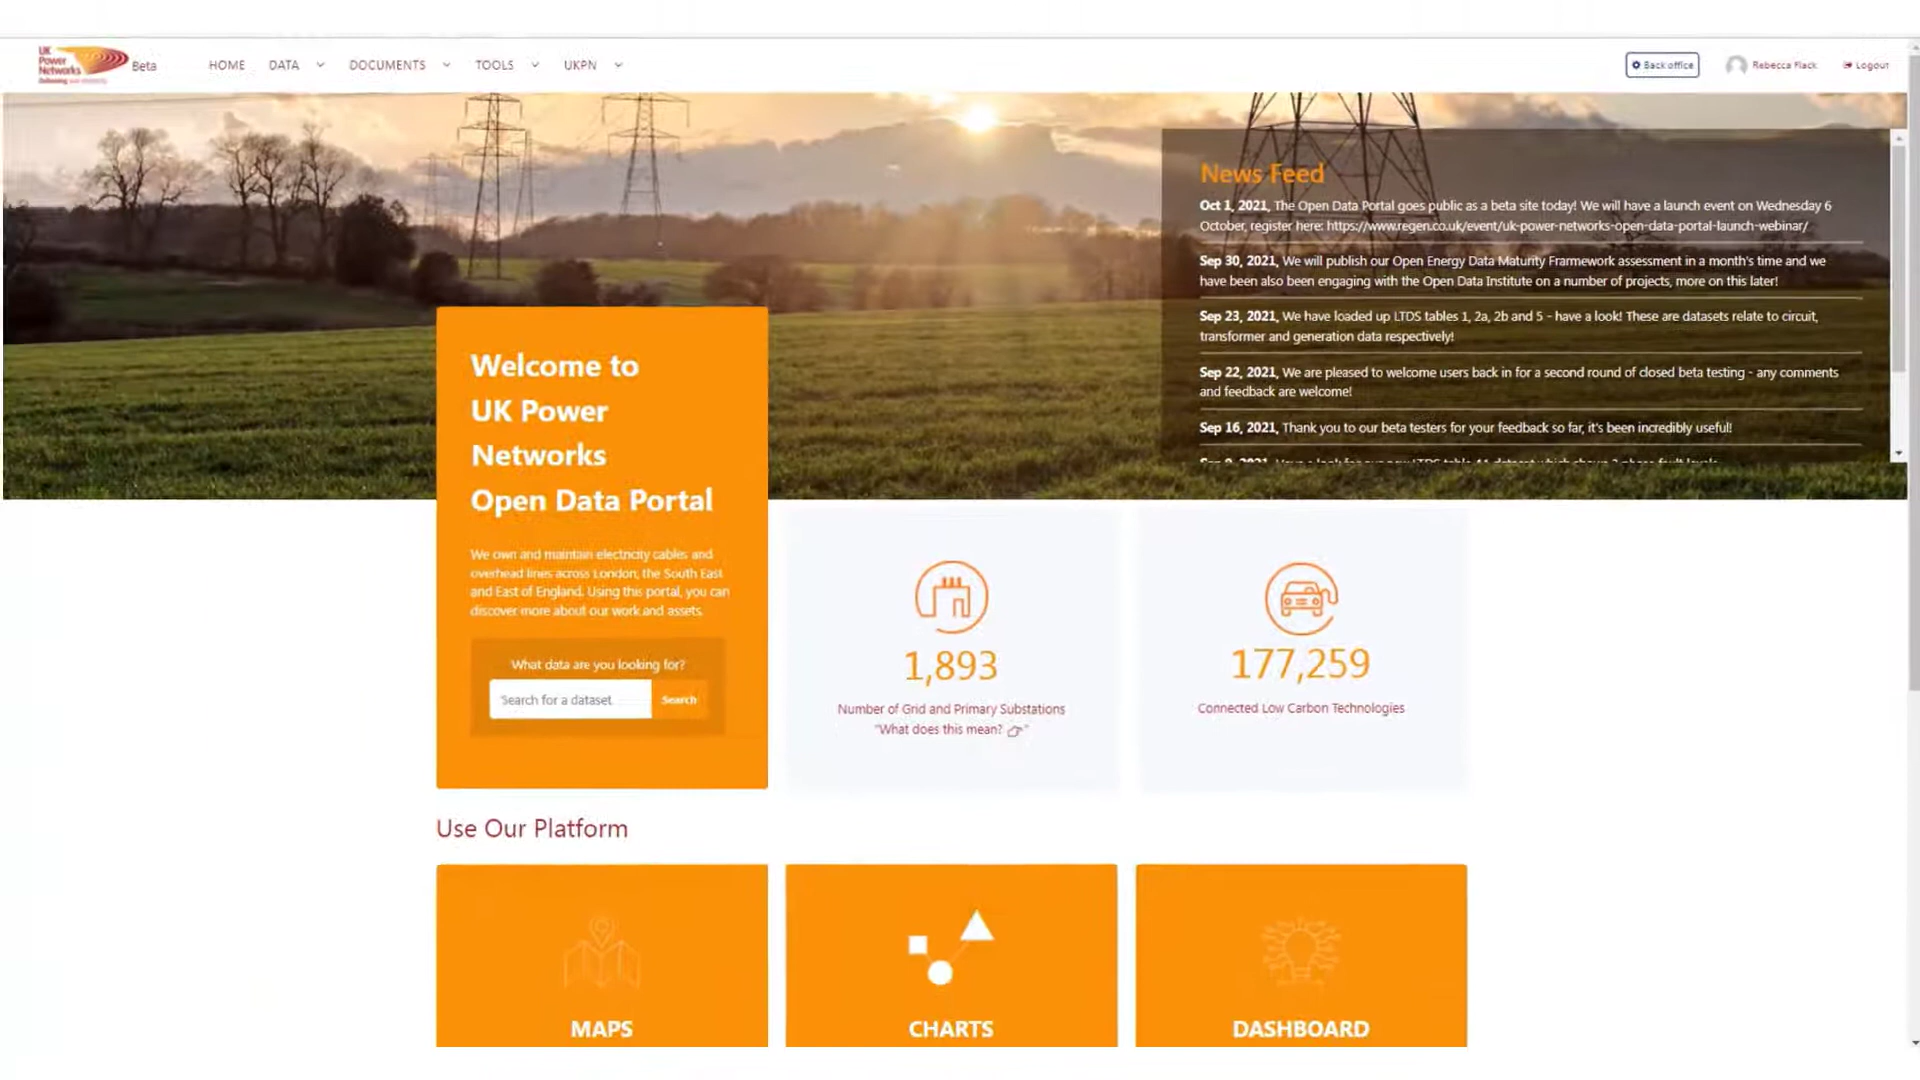 UK
Power
Networks
Beta
HOME
DATA
DOCUMENTS
TOOLS
UKPN
Back office
Rebecca Flack
Logout
News Feed
Oct 1, 2021, The Open Data Portal goes public as a beta site today! We will have a launch event on Wednesday 6
October, register here: https://www.regen.co.uk/event/uk-power-networks-open-data-portal-launch-webinar/
Sep 30, 2021, We will publish our Open Energy Data Maturity Framework assessment in a month's time and we
have been also been engaging with the Open Data Institute on a number of projects, more on this later!
Sep 23, 2021, We have loaded up LTDS tables 1, 2a, 2b and 5 - have a look! These are datasets relate to circuit,
transformer and generation data respectively!
Sep 22, 2021, We are pleased to welcome users back in for a second round of closed beta testing - any comments
and feedback are welcome!
Sep 16, 2021, Thank you to our beta testers for your feedback so far, it's been incredibly useful!
Welcome to
UK Power
Networks
Open Data Portal
We own and maintain electricity cables and
overhead lines across London, the South East
and East of England. Using this portal, you can
discover more about our work and assets.
What data are you looking for?
Search for a dataset
Search
1,893
Number of Grid and Primary Substations
"What does this mean? "
177,259
Connected Low Carbon Technologies
Use Our Platform
MAPS
CHARTS
DASHBOARD